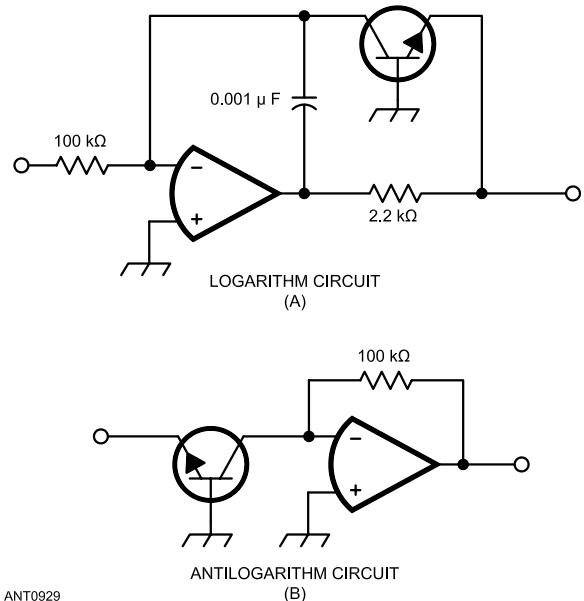 0.001 µ F
100 kΩ
−
+
2.2 kΩ
LOGARITHM CIRCUIT
(A)
100 kΩ
−
+
ANTILOGARITHM CIRCUIT
(B)
ANT0929